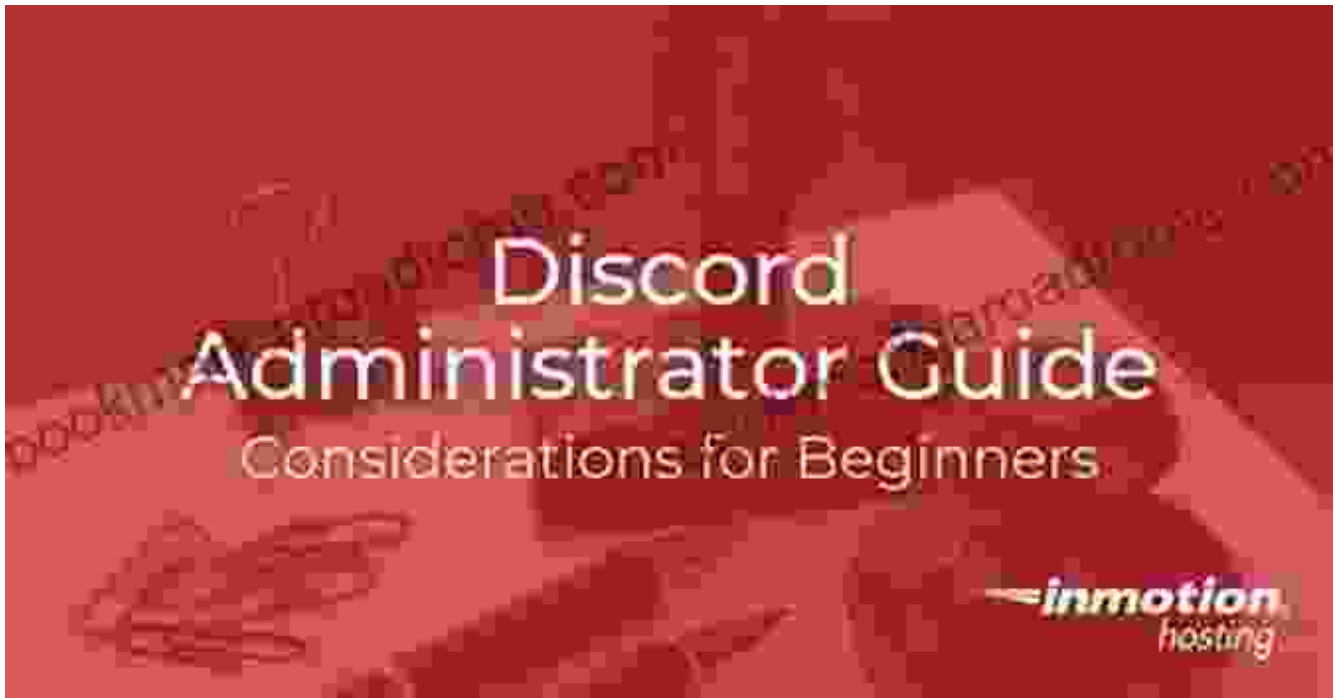 Discord
Administrator Guide
Considerations for Beginners
inmotion
hosting